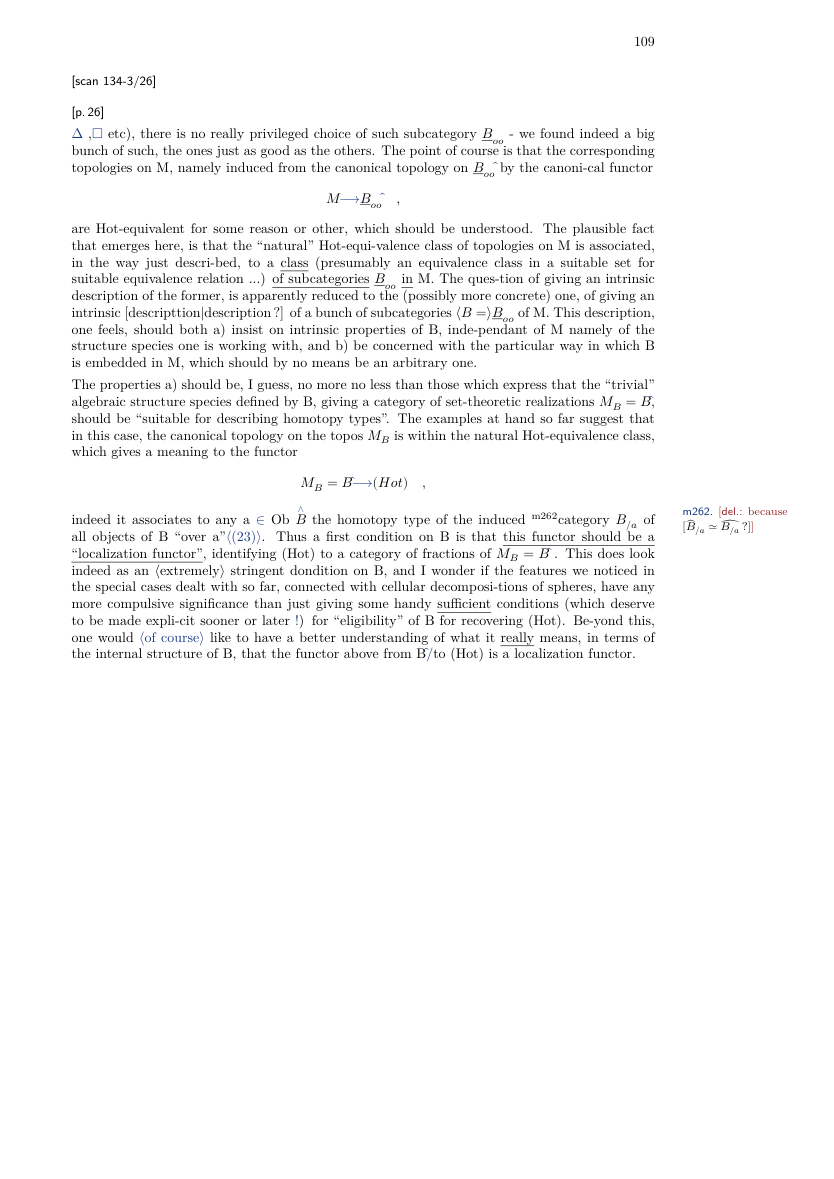 109
[scan 134-3/26]
[p. 26]
Δ ,□ etc), there is no really privileged choice of such subcategory B_oo - we found indeed a big
bunch of such, the ones just as good as the others. The point of course is that the corresponding
topologies on M, namely induced from the canonical topology on B_ooˆ by the canoni-cal functor
M⟶B_ooˆ ,
are Hot-equivalent for some reason or other, which should be understood. The plausible fact
that emerges here, is that the “natural” Hot-equi-valence class of topologies on M is associated,
in the way just descri-bed, to a class (presumably an equivalence class in a suitable set for
suitable equivalence relation ...) of subcategories B_oo in M. The ques-tion of giving an intrinsic
description of the former, is apparently reduced to the (possibly more concrete) one, of giving an
intrinsic [descripttion|description ?] of a bunch of subcategories ⟨B =⟩B_oo of M. This description,
one feels, should both a) insist on intrinsic properties of B, inde-pendant of M namely of the
structure species one is working with, and b) be concerned with the particular way in which B
is embedded in M, which should by no means be an arbitrary one.
The properties a) should be, I guess, no more no less than those which express that the “trivial”
algebraic structure species defined by B, giving a category of set-theoretic realizations M_B = Bˆ,
should be “suitable for describing homotopy types”. The examples at hand so far suggest that
in this case, the canonical topology on the topos M_B is within the natural Hot-equivalence class,
which gives a meaning to the functor
M_B = Bˆ⟶(Hot) ,
indeed it associates to any a ∈ Ob B^∧ the homotopy type of the induced m262category B_/a of
all objects of B “over a”⟨(23)⟩. Thus a first condition on B is that this functor should be a
“localization functor”, identifying (Hot) to a category of fractions of M_B = Bˆ. This does look
indeed as an ⟨extremely⟩ stringent dondition on B, and I wonder if the features we noticed in
the special cases dealt with so far, connected with cellular decomposi-tions of spheres, have any
more compulsive significance than just giving some handy sufficient conditions (which deserve
to be made expli-cit sooner or later !) for “eligibility” of B for recovering (Hot). Be-yond this,
one would ⟨of course⟩ like to have a better understanding of what it really means, in terms of
the internal structure of B, that the functor above from Bˆ/to (Hot) is a localization functor.
m262. [del.: because
[B̂_/a ≃ B_/a^ ?]]